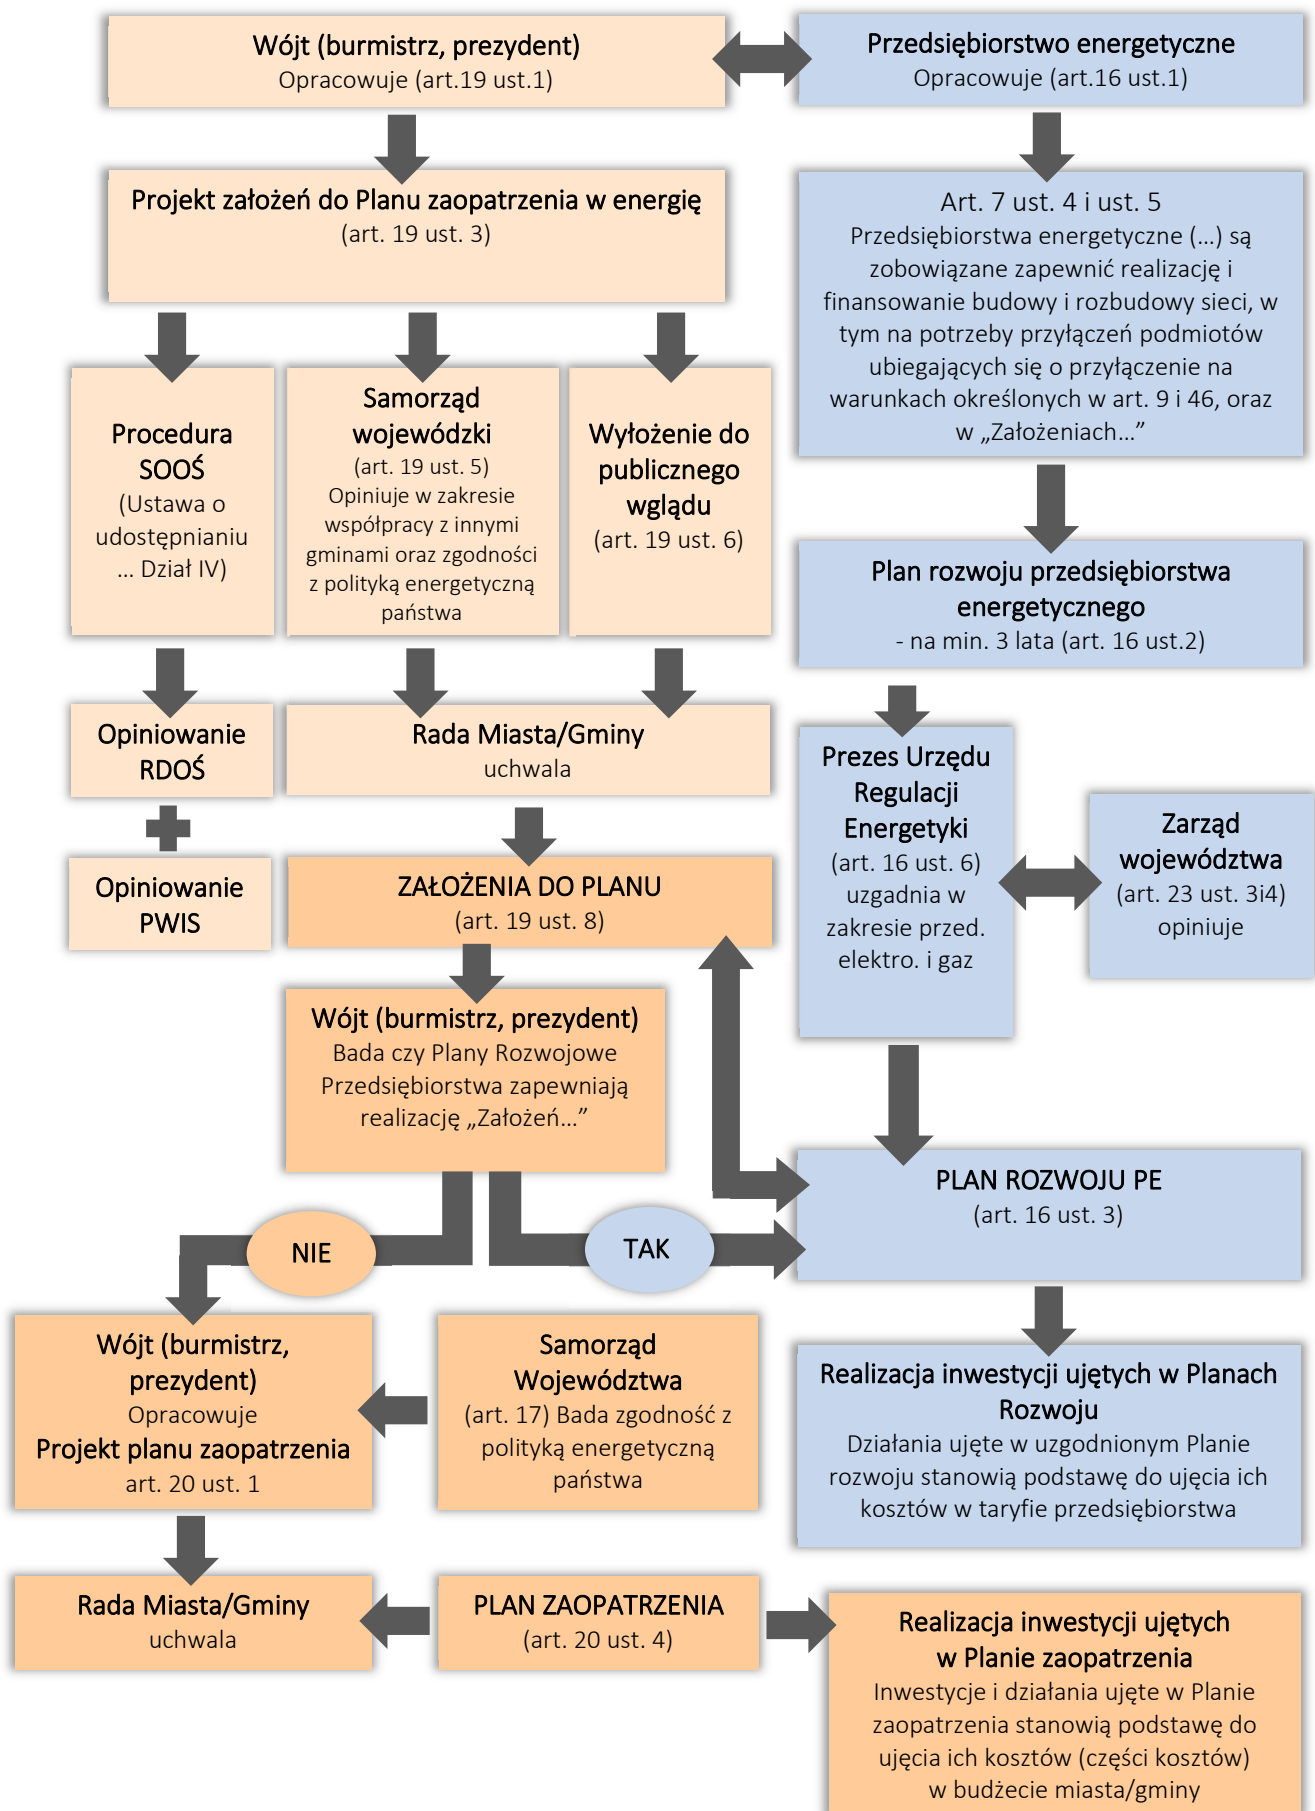 Wójt (burmistrz, prezydent)
Opracowuje (art.19 ust.1)
Przedsiębiorstwo energetyczne
Opracowuje (art.16 ust.1)
Projekt założeń do Planu zaopatrzenia w energię
(art. 19 ust. 3)
Art. 7 ust. 4 i ust. 5
Przedsiębiorstwa energetyczne (...) są
zobowiązane zapewnić realizację i
finansowanie budowy i rozbudowy sieci, w
tym na potrzeby przyłączeń podmiotów
ubiegających się o przyłączenie na
warunkach określonych w art. 9 i 46, oraz
w „Założeniach...”
Procedura
SOOŚ
(Ustawa o
udostępnianiu
... Dział IV)
Samorząd
wojewódzki
(art. 19 ust. 5)
Opiniuje w zakresie
współpracy z innymi
gminami oraz zgodności
z polityką energetyczną
państwa
Wyłożenie do
publicznego
wglądu
(art. 19 ust. 6)
Plan rozwoju przedsiębiorstwa
energetycznego
- na min. 3 lata (art. 16 ust.2)
Opiniowanie
RDOŚ
Rada Miasta/Gminy
uchwala
Prezes Urzędu
Regulacji
Energetyki
(art. 16 ust. 6)
uzgadnia w
zakresie przed.
elektro. i gaz
Zarząd
województwa
(art. 23 ust. 3i4)
opiniuje
Opiniowanie
PWIS
ZAŁOŻENIA DO PLANU
(art. 19 ust. 8)
Wójt (burmistrz, prezydent)
Bada czy Plany Rozwojowe
Przedsiębiorstwa zapewniają
realizację „Założeń...”
PLAN ROZWOJU PE
(art. 16 ust. 3)
NIE
TAK
Wójt (burmistrz,
prezydent)
Opracowuje
Projekt planu zaopatrzenia
art. 20 ust. 1
Samorząd
Województwa
(art. 17) Bada zgodność z
polityką energetyczną
państwa
Realizacja inwestycji ujętych w Planach
Rozwoju
Działania ujęte w uzgodnionym Planie
rozwoju stanowią podstawę do ujęcia ich
kosztów w taryfie przedsiębiorstwa
Rada Miasta/Gminy
uchwala
PLAN ZAOPATRZENIA
(art. 20 ust. 4)
Realizacja inwestycji ujętych
w Planie zaopatrzenia
Inwestycje i działania ujęte w Planie
zaopatrzenia stanowią podstawę do
ujęcia ich kosztów (części kosztów)
w budżecie miasta/gminy